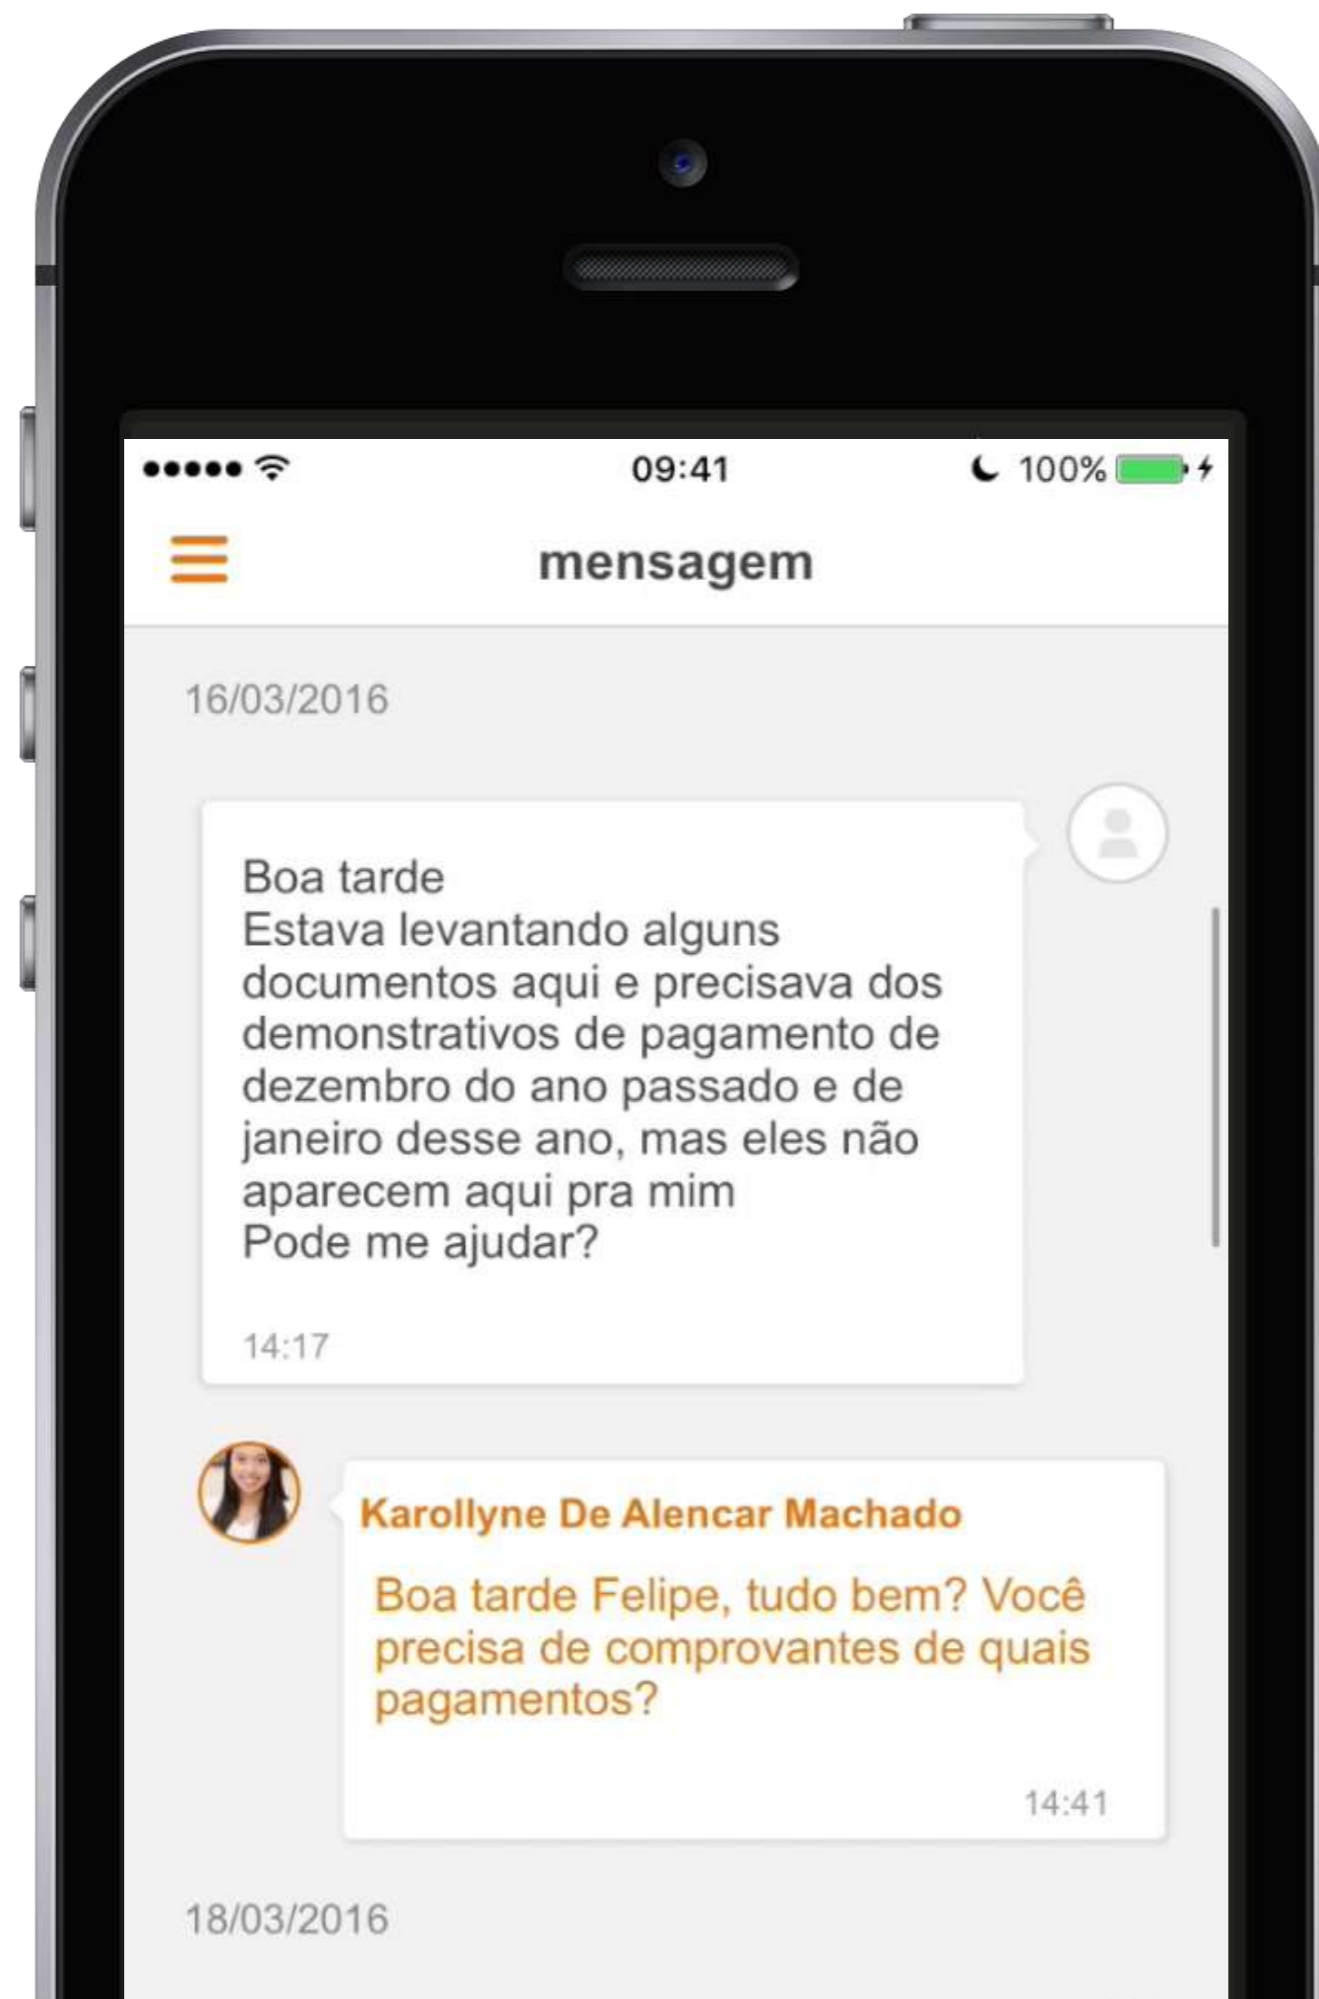 09:41
100%
mensagem
16/03/2016
Boa tarde
Estava levantando alguns
documentos aqui e precisava dos
demonstrativos de pagamento de
dezembro do ano passado e de
janeiro desse ano, mas eles não
aparecem aqui pra mim
Pode me ajudar?
14:17
Karollyne De Alencar Machado
Boa tarde Felipe, tudo bem? Você
precisa de comprovantes de quais
pagamentos?
14:41
18/03/2016